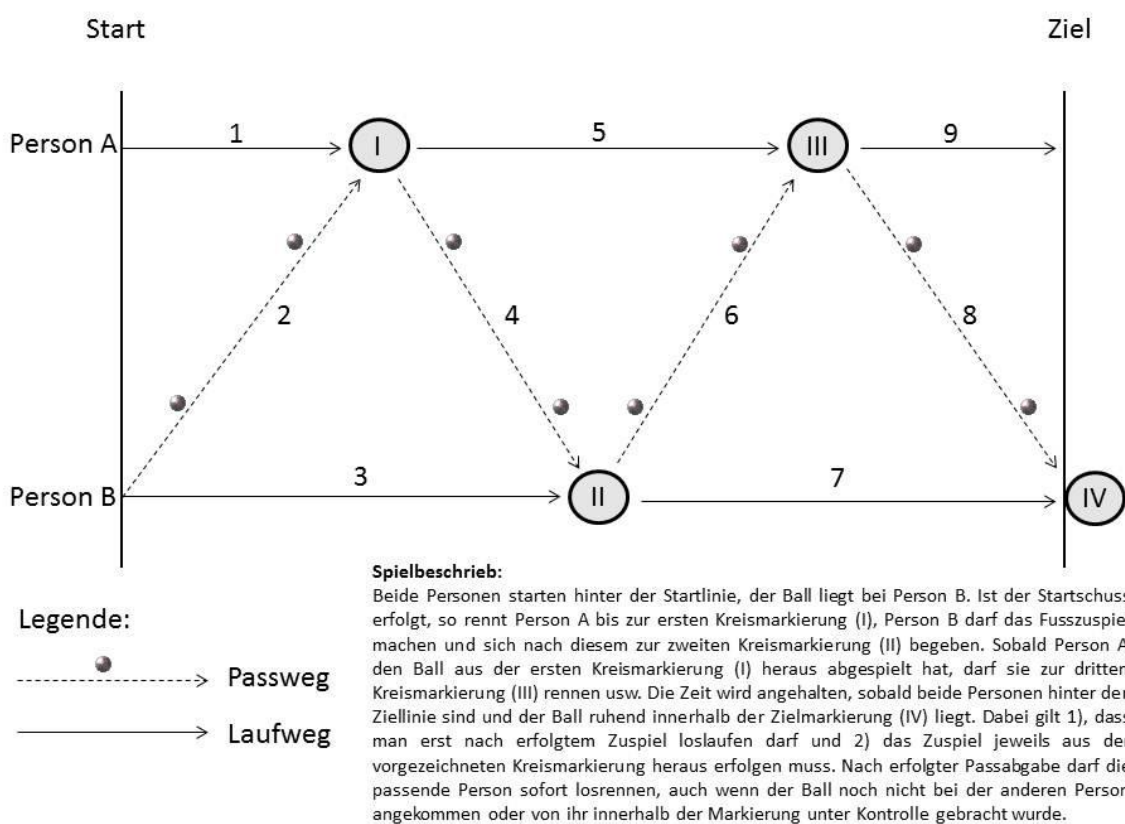 Start
Ziel
Person A
1
I
5
III
9
2
4
6
8
Person B
3
II
7
IV
Spielbeschrieb:
Beide Personen starten hinter der Startlinie, der Ball liegt bei Person B. Ist der Startschuss
erfolgt, so rennt Person A bis zur ersten Kreismarkierung (I), Person B darf das Fusszuspie
machen und sich nach diesem zur zweiten Kreismarkierung (II) begeben. Sobald Person A
den Ball aus der ersten Kreismarkierung (I) heraus abgespielt hat, darf sie zur dritten
Kreismarkierung (III) rennen usw. Die Zeit wird angehalten, sobald beide Personen hinter der
Ziellinie sind und der Ball ruhend innerhalb der Zielmarkierung (IV) liegt. Dabei gilt 1), dass
man erst nach erfolgtem Zuspiel loslaufen darf und 2) das Zuspiel jeweils aus der
vorgezeichneten Kreismarkierung heraus erfolgen muss. Nach erfolgter Passabgabe darf die
passende Person sofort losrennen, auch wenn der Ball noch nicht bei der anderen Person
angekommen oder von ihr innerhalb der Markierung unter Kontrolle gebracht wurde.
Legende:
Passweg
Laufweg